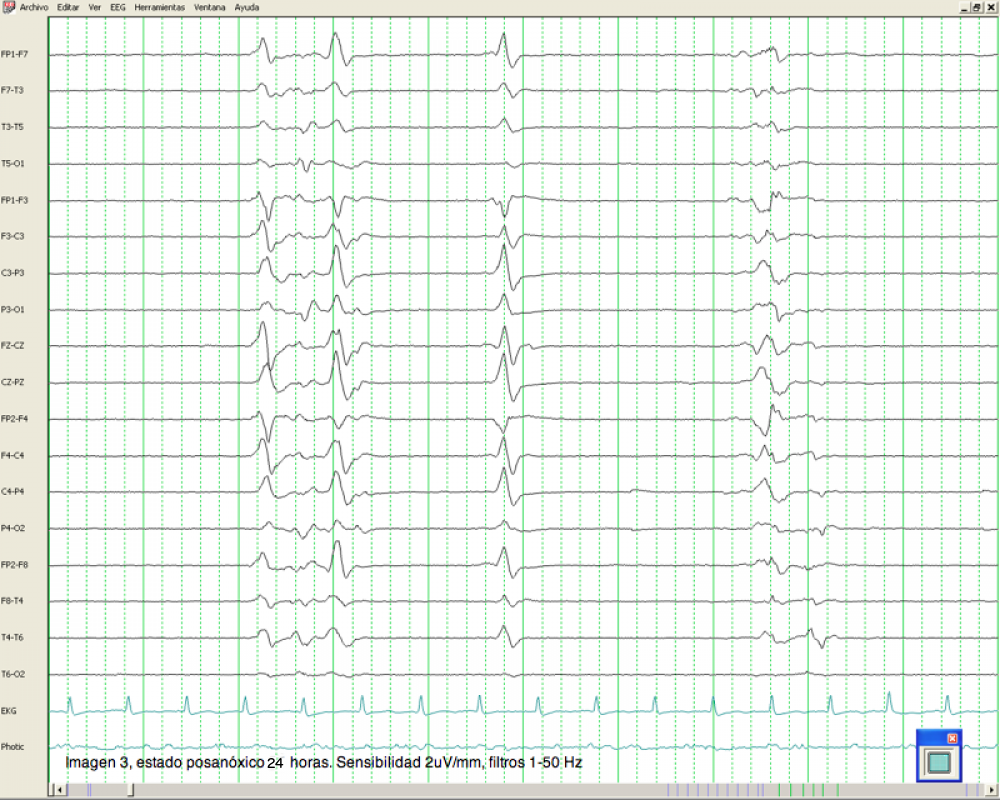 Archivo Editar Ver EEG Herramientas Ventana Ayuda
FP1-F7
F7-T3
T3-T5
T5-O1
FP1-F3
F3-C3
C3-P3
P3-O1
FZ-CZ
CZ-PZ
FP2-F4
F4-C4
C4-P4
P4-O2
FP2-F8
F8-T4
T4-T6
T6-O2
EKG
Photic
Imagen 3, estado posanóxico 24 horas. Sensibilidad 2uV/mm, filtros 1-50 Hz